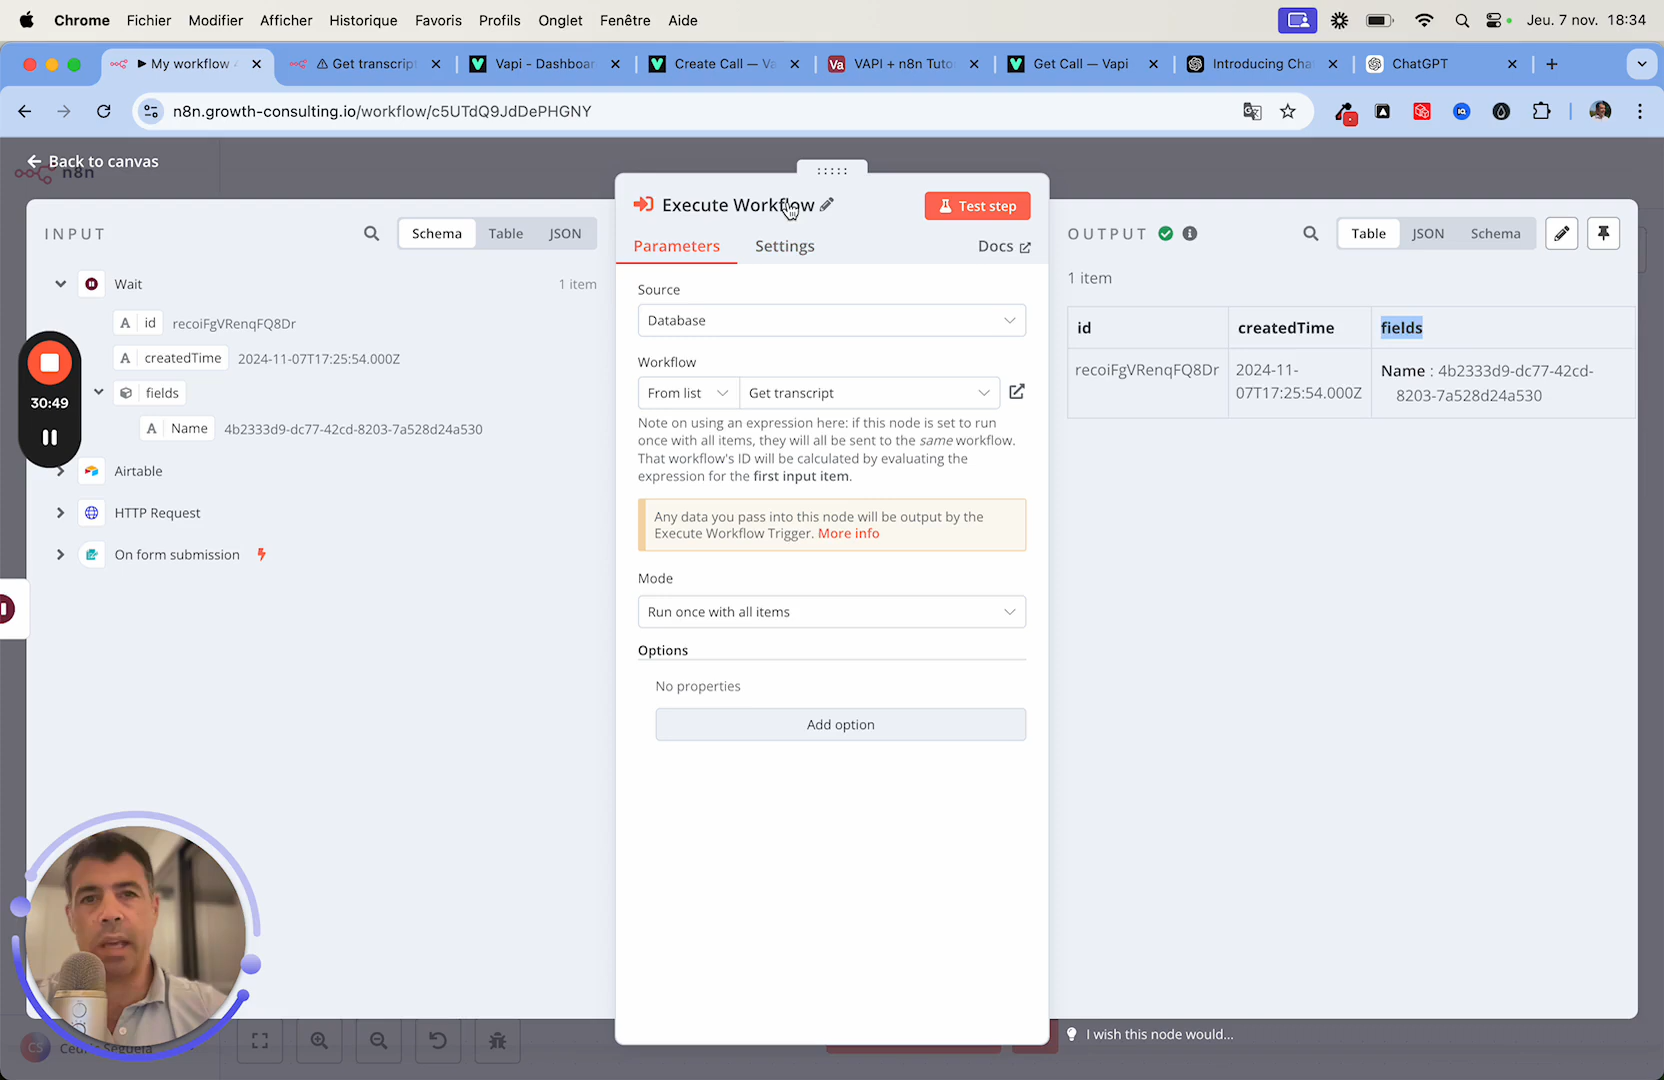 Chrome Fichier Modifier Afficher Historique Favoris Profils Onglet Fenêtre Aide Jeu. 7 nov. 18:34
My workflow
Get transcript
Vapi - Dashboar
Create Call — Va
VAPI + n8n Tuto
Get Call — Vapi
Introducing Cha
ChatGPT
n8n.growth-consulting.io/workflow/c5UTdQ9JdDePHGNY
Back to canvas
n8n
INPUT
Schema Table JSON
Wait 1 item
A id recoiFgVRenqFQ8Dr
A createdTime 2024-11-07T17:25:54.000Z
fields
A Name 4b2333d9-dc77-42cd-8203-7a528d24a530
Airtable
HTTP Request
On form submission
30:49
Execute Workflow
Test step
Parameters Settings Docs
Source
Database
Workflow
From list Get transcript
Note on using an expression here: if this node is set to run
once with all items, they will all be sent to the same workflow.
That workflow's ID will be calculated by evaluating the
expression for the first input item.
Any data you pass into this node will be output by the
Execute Workflow Trigger. More info
Mode
Run once with all items
Options
No properties
Add option
OUTPUT
Table JSON Schema
1 item
id createdTime fields
recoiFgVRenqFQ8Dr 2024-11-
07T17:25:54.000Z
Name : 4b2333d9-dc77-42cd-
8203-7a528d24a530
I wish this node would...
CS